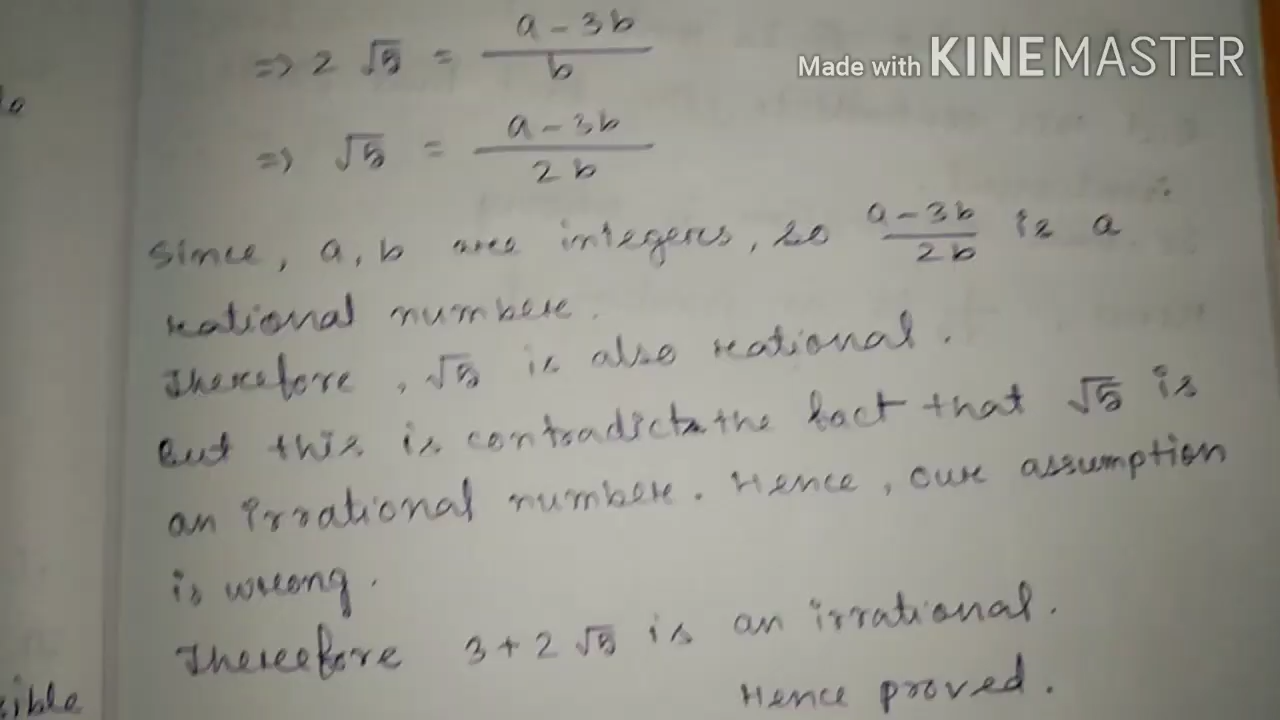 la
Made with KINEMASTER
⇒ 2 √5 = (a - 3b)/b
⇒ √5 = (a - 3b)/2b
Since, a, b are integers, so (a - 3b)/2b is a
rational number.
Therefore, √5 is also rational.
But this is contradicts the fact that √5 is
an irrational number. Hence, our assumption
is wrong.
Therefore 3 + 2 √5 is an irrational.
Hence proved.
sible